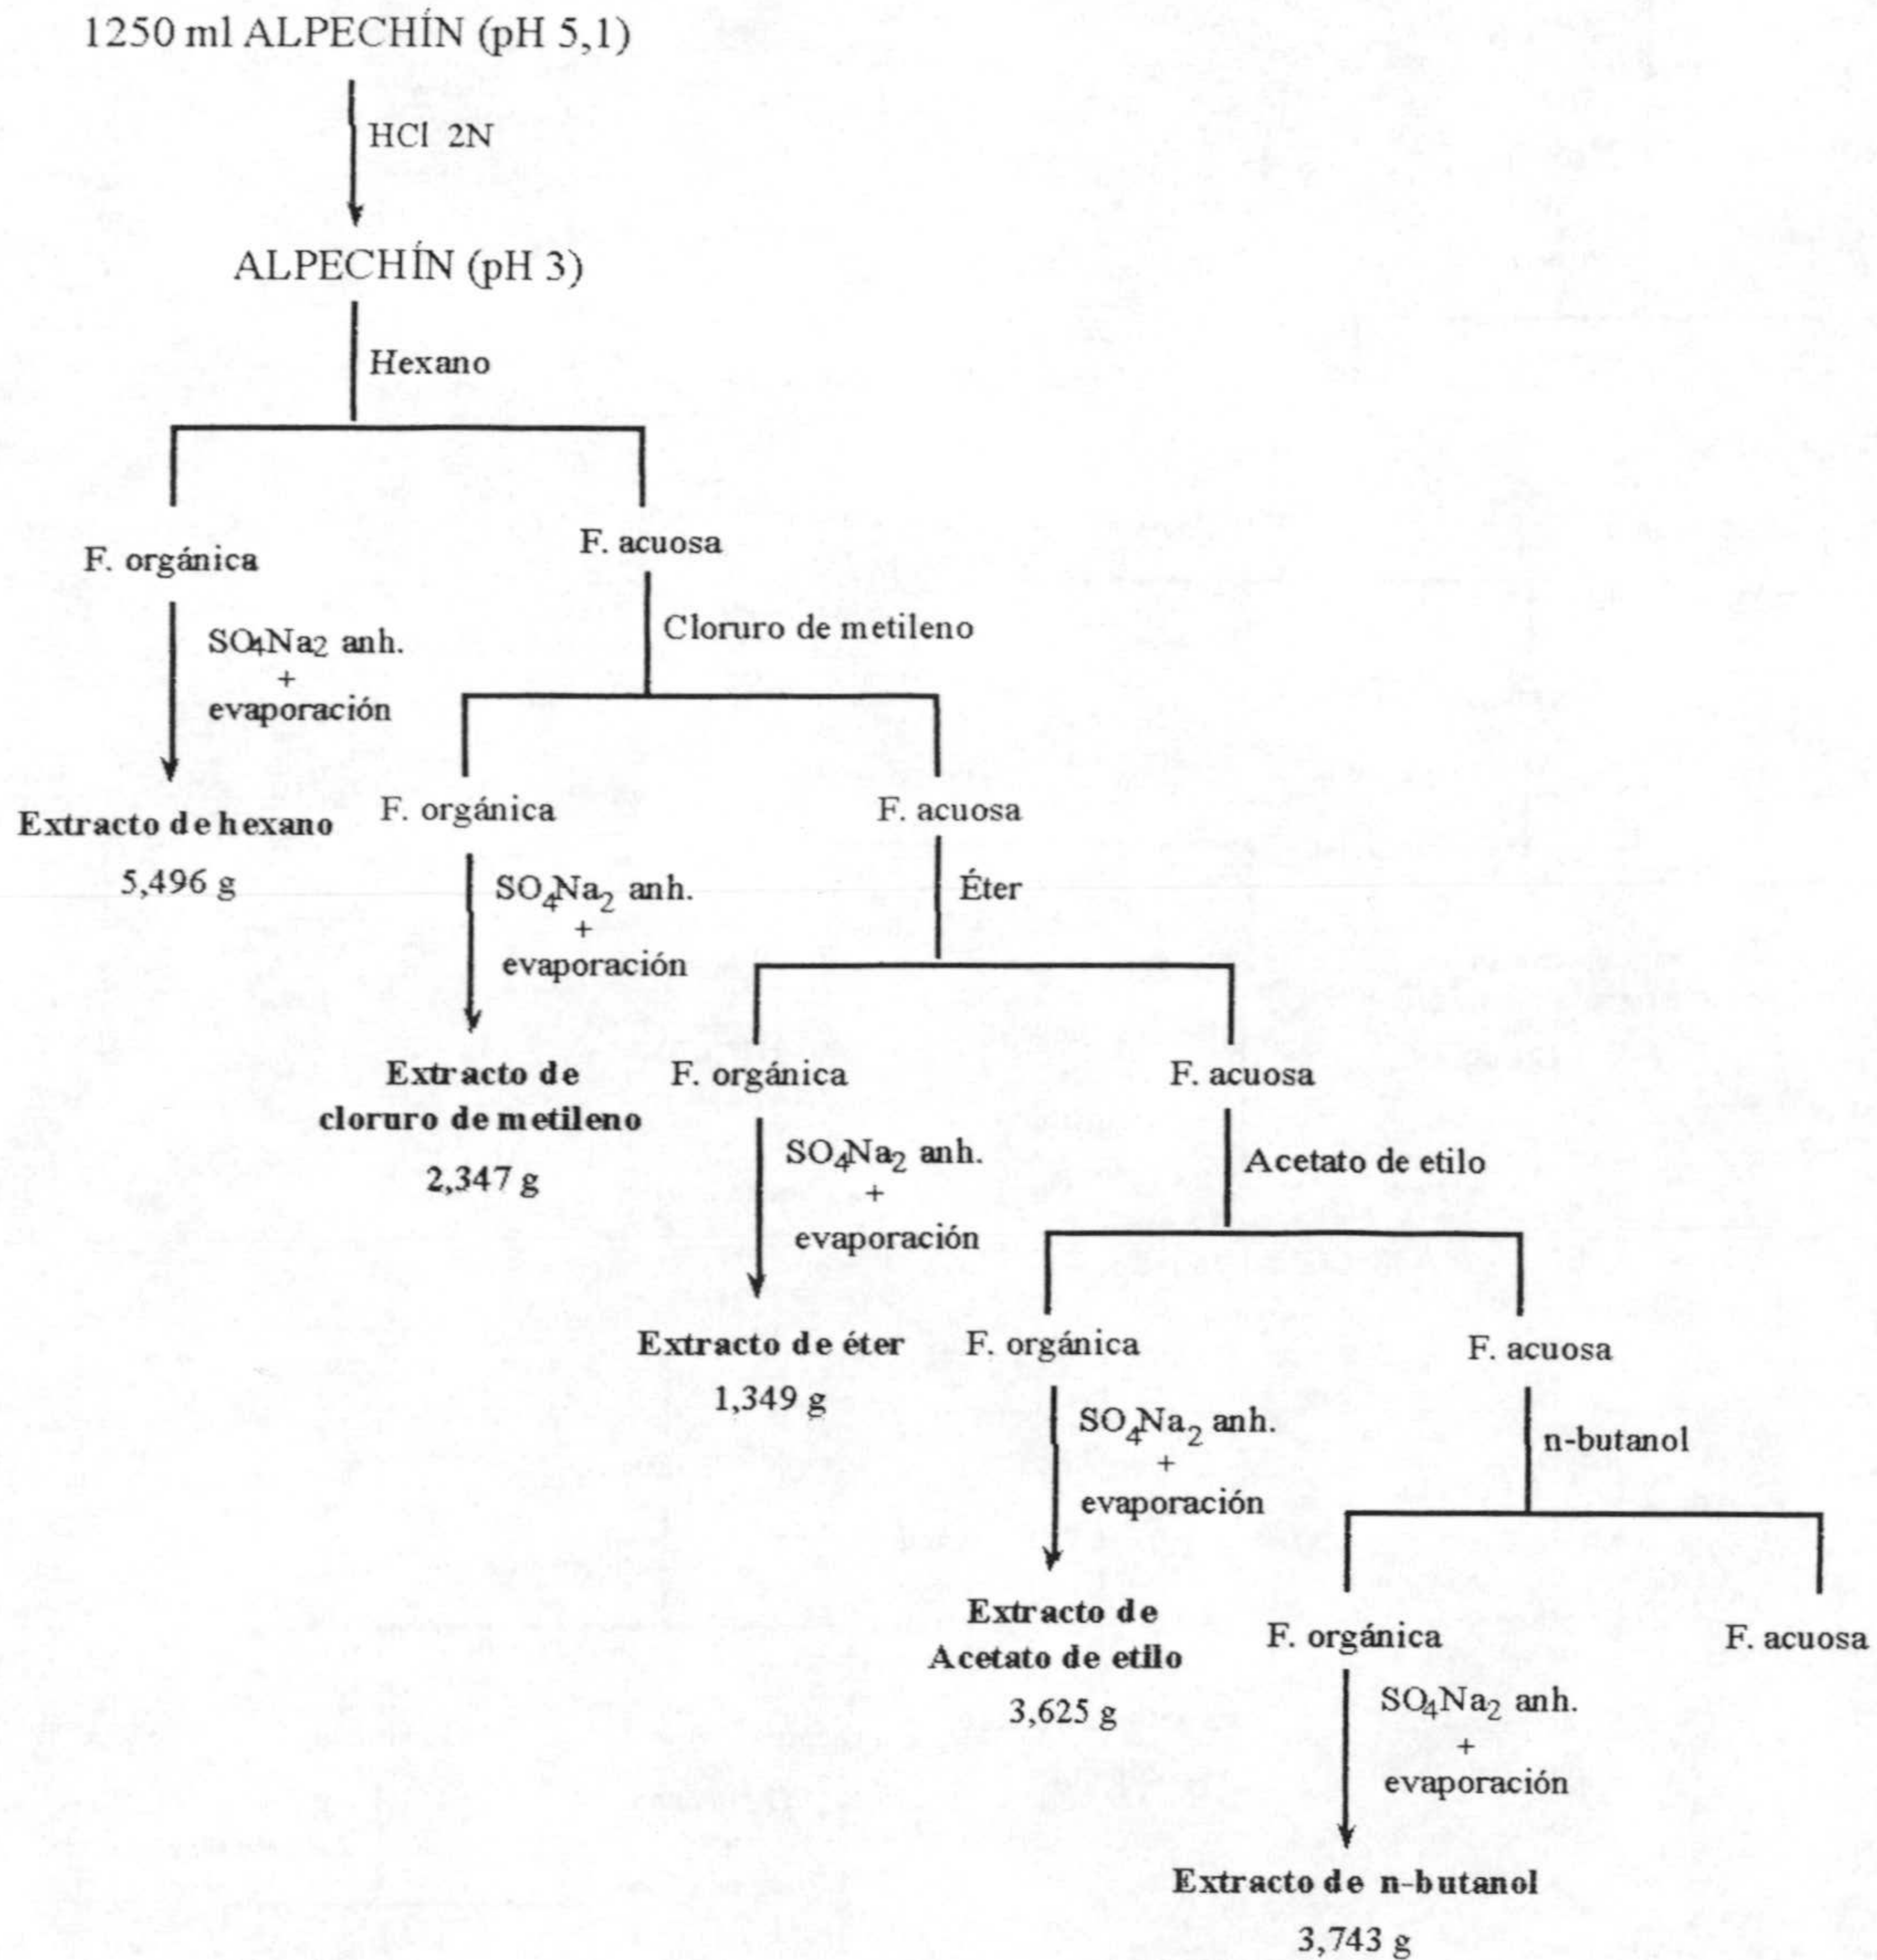 1250 ml ALPECHÍN (pH 5,1)
HCl 2N
ALPECHÍN (pH 3)
Hexano
F. orgánica
F. acuosa
SO4Na2 anh.
+
evaporación
Cloruro de metileno
Extracto de hexano
5,496 g
F. orgánica
F. acuosa
SO4Na2 anh.
+
evaporación
Éter
Extracto de
cloruro de metileno
2,347 g
F. orgánica
F. acuosa
SO4Na2 anh.
+
evaporación
Acetato de etilo
Extracto de éter
1,349 g
F. orgánica
F. acuosa
SO4Na2 anh.
+
evaporación
n-butanol
Extracto de
Acetato de etilo
3,625 g
F. orgánica
F. acuosa
SO4Na2 anh.
+
evaporación
Extracto de n-butanol
3,743 g